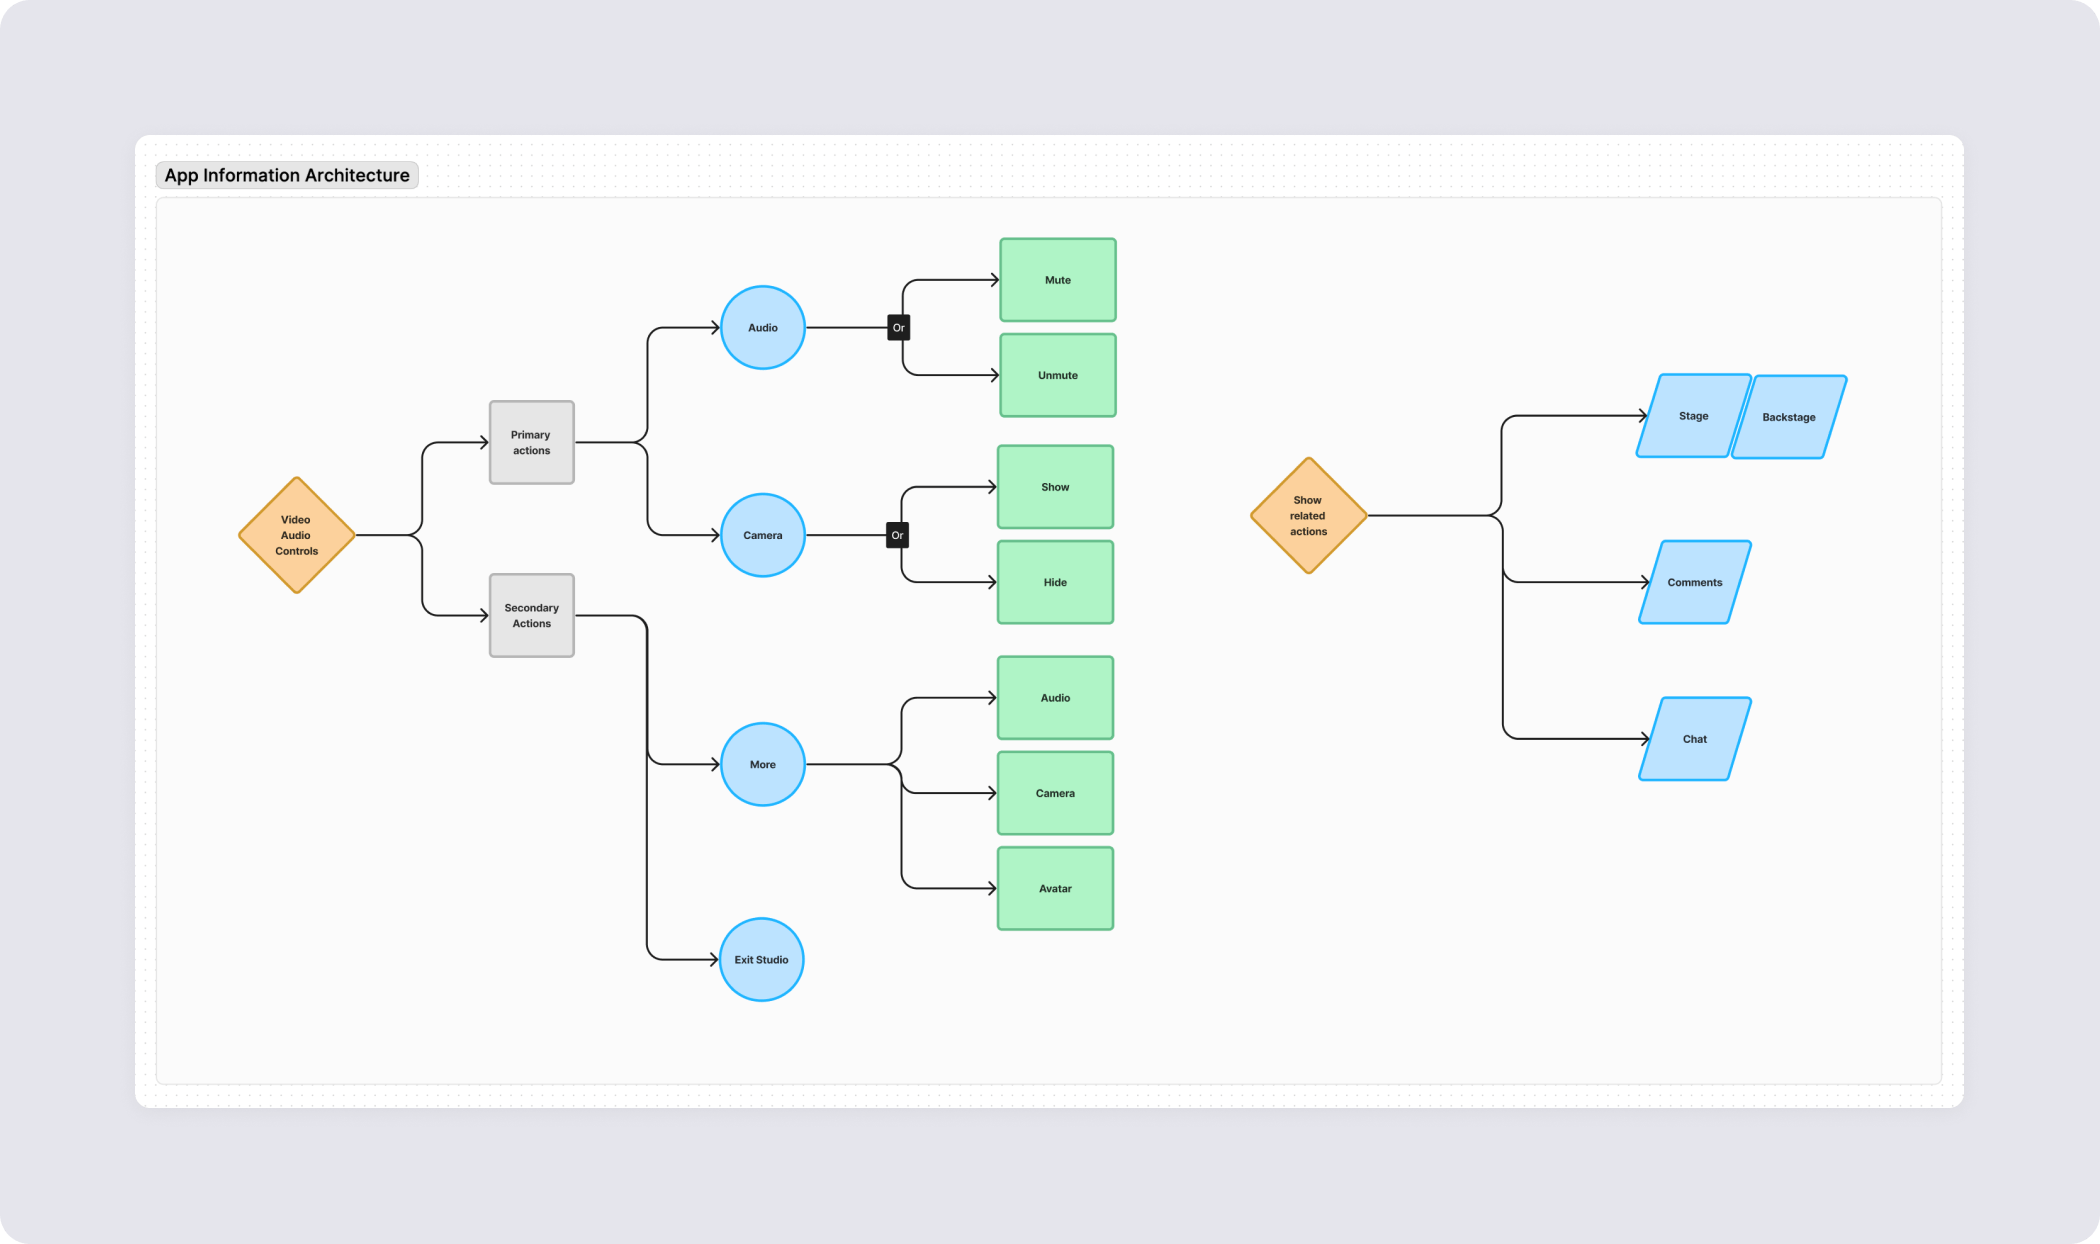 App Information Architecture
Video
Audio
Controls
Primary
actions
Secondary
Actions
Audio
Or
Mute
Unmute
Camera
Or
Show
Hide
More
Audio
Camera
Avatar
Exit Studio
Show
related
actions
Stage
Backstage
Comments
Chat